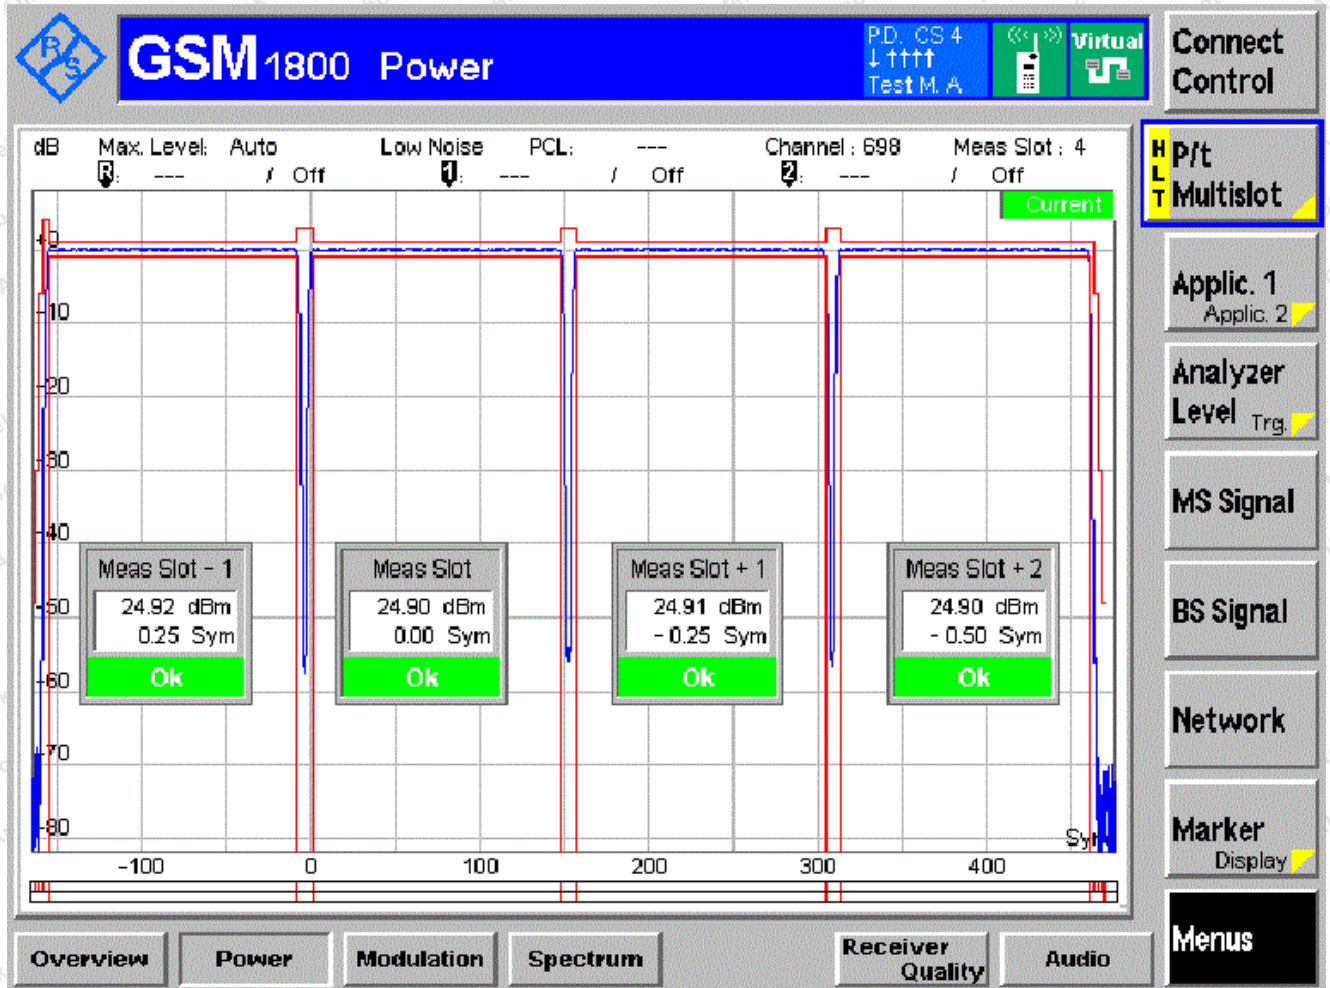 R&S
GSM 1800 Power
P.D. CS 4
↓↑↑↑↑
Test M. A.
Virtual
Connect
Control
dB Max. Level: Auto Low Noise PCL: --- Channel : 698 Meas Slot : 4
R: --- / Off 1: --- / Off 2: --- / Off
Current
HLT
P/t
Multislot
Applic. 1
Applic. 2
Analyzer
Level Trg.
MS Signal
BS Signal
Network
Marker
Display
Menus
+0
-10
-20
-30
-40
-50
-60
-70
-80
Meas Slot - 1
24.92 dBm
0.25 Sym
Ok
Meas Slot
24.90 dBm
0.00 Sym
Ok
Meas Slot + 1
24.91 dBm
- 0.25 Sym
Ok
Meas Slot + 2
24.90 dBm
- 0.50 Sym
Ok
Sym
-100 0 100 200 300 400
Overview Power Modulation Spectrum Receiver Quality Audio